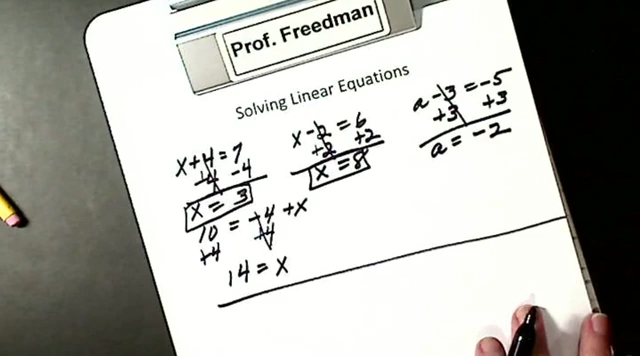 Prof. Freedman
Solving Linear Equations
x+4=7
-4 -4
x = 3
x-2=6
+2 +2
x = 8
a-3=-5
+3 +3
a = -2
10 = -4 +x
+4 +4
14 = x